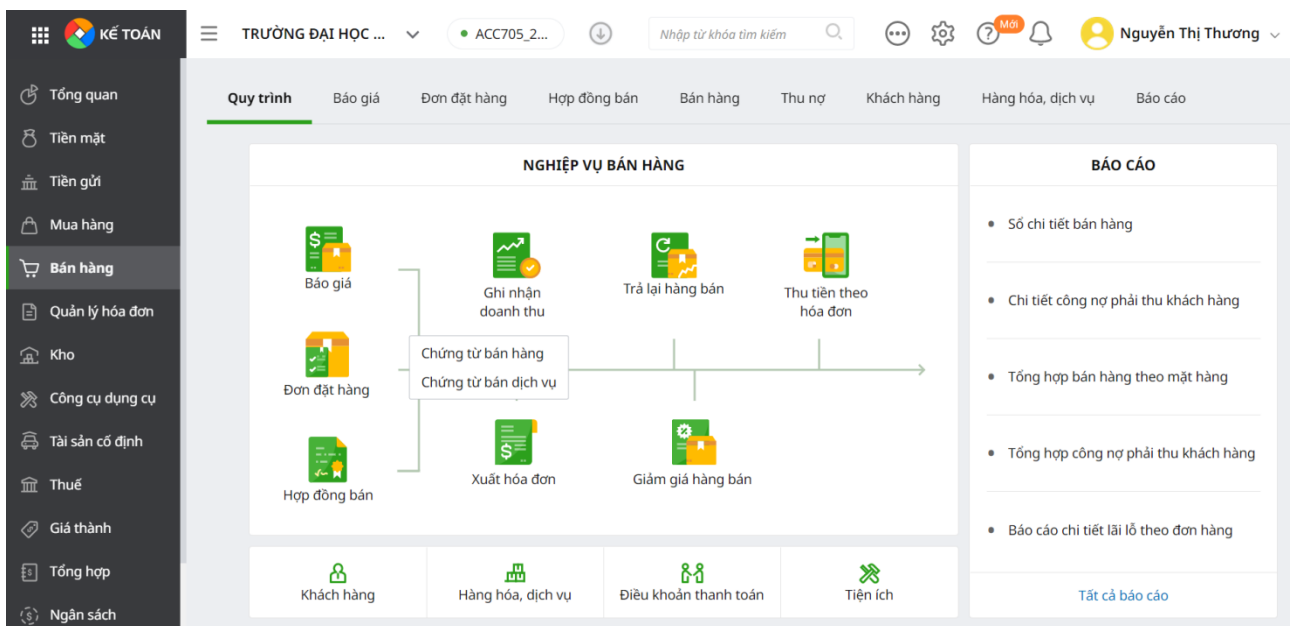 KẾ TOÁN
TRƯỜNG ĐẠI HỌC ...
ACC705_2...
Nhập từ khóa tìm kiếm
Mới
Nguyễn Thị Thương
Tổng quan
Tiền mặt
Tiền gửi
Mua hàng
Bán hàng
Quản lý hóa đơn
Kho
Công cụ dụng cụ
Tài sản cố định
Thuế
Giá thành
Tổng hợp
Ngân sách
Quy trình
Báo giá
Đơn đặt hàng
Hợp đồng bán
Bán hàng
Thu nợ
Khách hàng
Hàng hóa, dịch vụ
Báo cáo
NGHIỆP VỤ BÁN HÀNG
Báo giá
Ghi nhận
doanh thu
Trả lại hàng bán
Thu tiền theo
hóa đơn
Đơn đặt hàng
Chứng từ bán hàng
Chứng từ bán dịch vụ
Hợp đồng bán
Xuất hóa đơn
Giảm giá hàng bán
Khách hàng
Hàng hóa, dịch vụ
Điều khoản thanh toán
Tiện ích
BÁO CÁO
Sổ chi tiết bán hàng
Chi tiết công nợ phải thu khách hàng
Tổng hợp bán hàng theo mặt hàng
Tổng hợp công nợ phải thu khách hàng
Báo cáo chi tiết lãi lỗ theo đơn hàng
Tất cả báo cáo